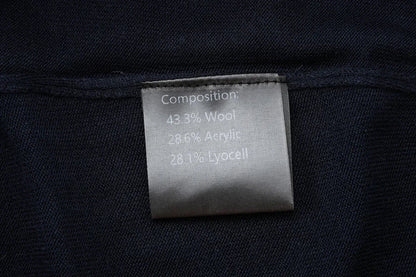 Composition:
43.3% Wool
28.6% Acrylic
28.1% Lyocell